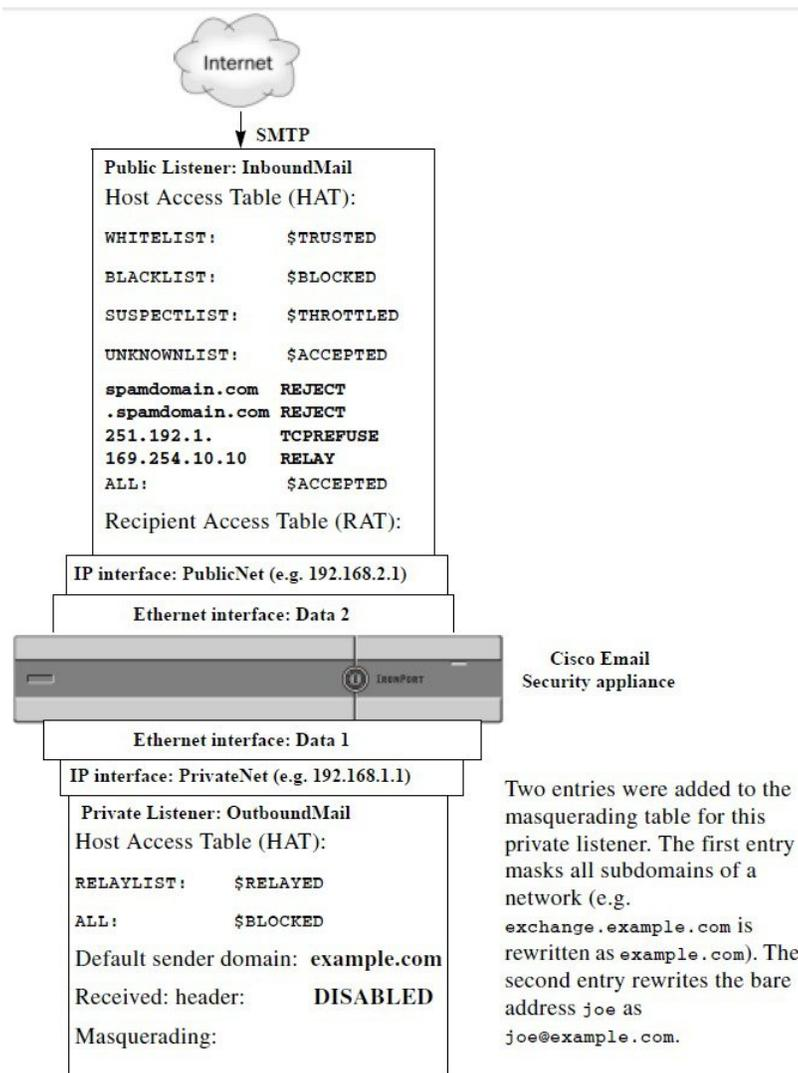 Internet
SMTP
Public Listener: InboundMail
Host Access Table (HAT):
WHITELIST: $TRUSTED
BLACKLIST: $BLOCKED
SUSPECTLIST: $THROTTLED
UNKNOWNLIST: $ACCEPTED
spamdomain.com REJECT
.spamdomain.com REJECT
251.192.1. TCPREFUSE
169.254.10.10 RELAY
ALL: $ACCEPTED
Recipient Access Table (RAT):
IP interface: PublicNet (e.g. 192.168.2.1)
Ethernet interface: Data 2
IRONPORT
Cisco Email
Security appliance
Ethernet interface: Data 1
IP interface: PrivateNet (e.g. 192.168.1.1)
Private Listener: OutboundMail
Host Access Table (HAT):
RELAYLIST: $RELAYED
ALL: $BLOCKED
Default sender domain: example.com
Received: header: DISABLED
Masquerading:
Two entries were added to the
masquerading table for this
private listener. The first entry
masks all subdomains of a
network (e.g.
exchange.example.com is
rewritten as example.com). The
second entry rewrites the bare
address joe as
joe@example.com.